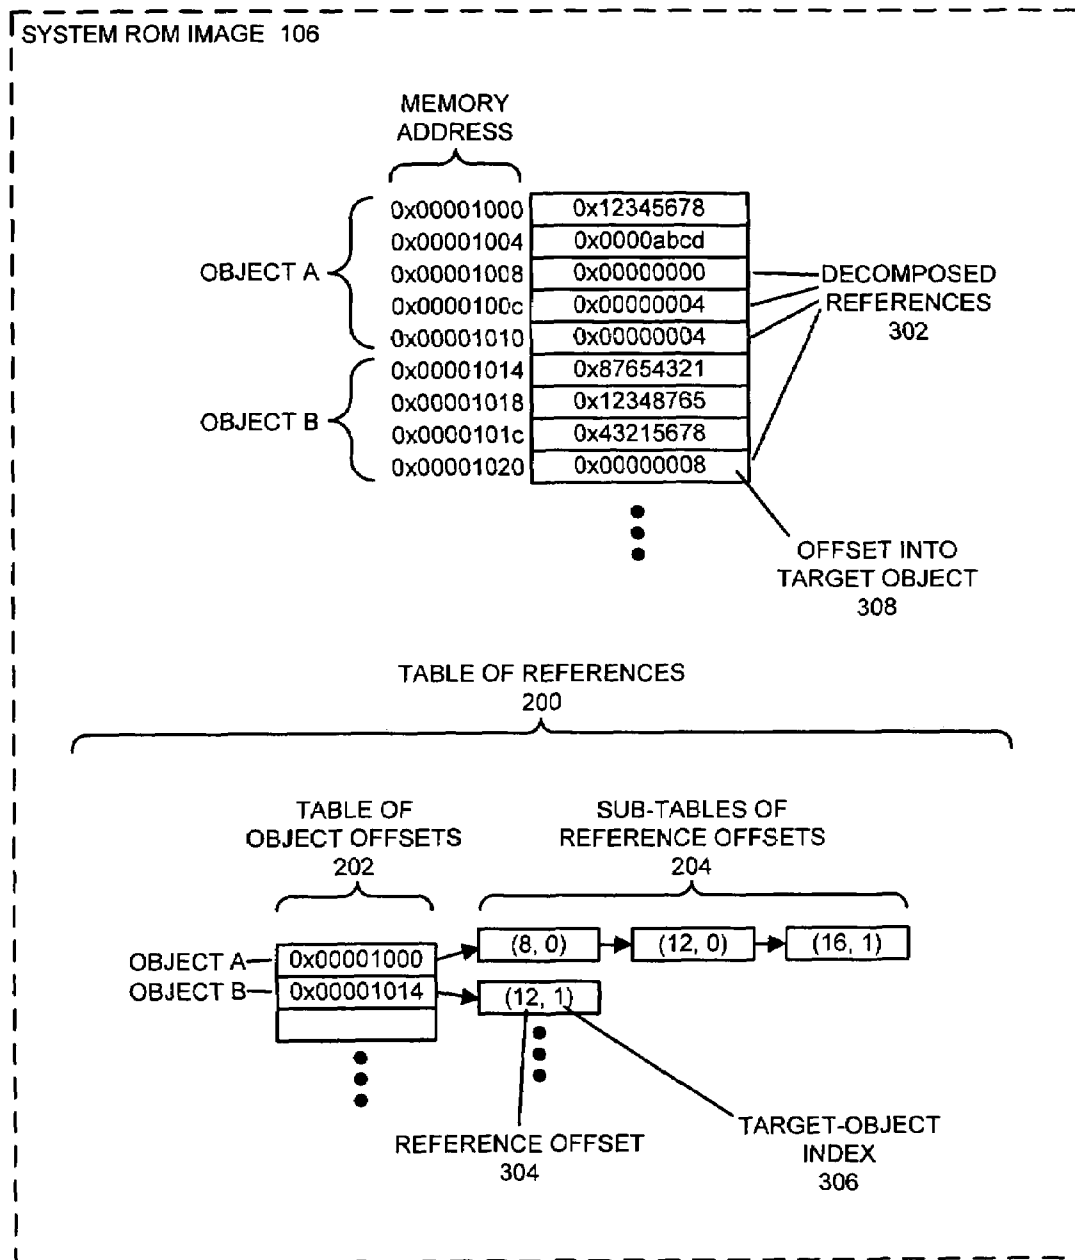 SYSTEM ROM IMAGE 106
MEMORY
ADDRESS
0x00001000 0x12345678
0x00001004 0x0000abcd
OBJECT A 0x00001008 0x00000000 DECOMPOSED
0x0000100c 0x00000004 REFERENCES
0x00001010 0x00000004 302
0x00001014 0x87654321
OBJECT B 0x00001018 0x12348765
0x0000101c 0x43215678
0x00001020 0x00000008
OFFSET INTO
TARGET OBJECT
308
TABLE OF REFERENCES
200
TABLE OF
OBJECT OFFSETS
202
SUB-TABLES OF
REFERENCE OFFSETS
204
OBJECT A 0x00001000 (8, 0) (12, 0) (16, 1)
OBJECT B 0x00001014 (12, 1)
REFERENCE OFFSET
304
TARGET-OBJECT
INDEX
306